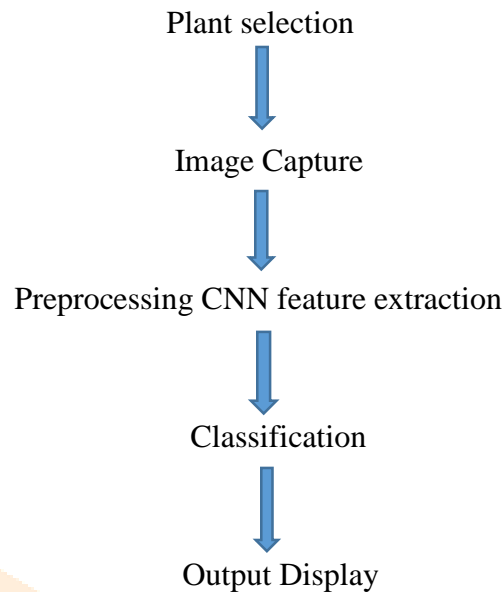 Plant selection
Image Capture
Preprocessing CNN feature extraction
Classification
Output Display